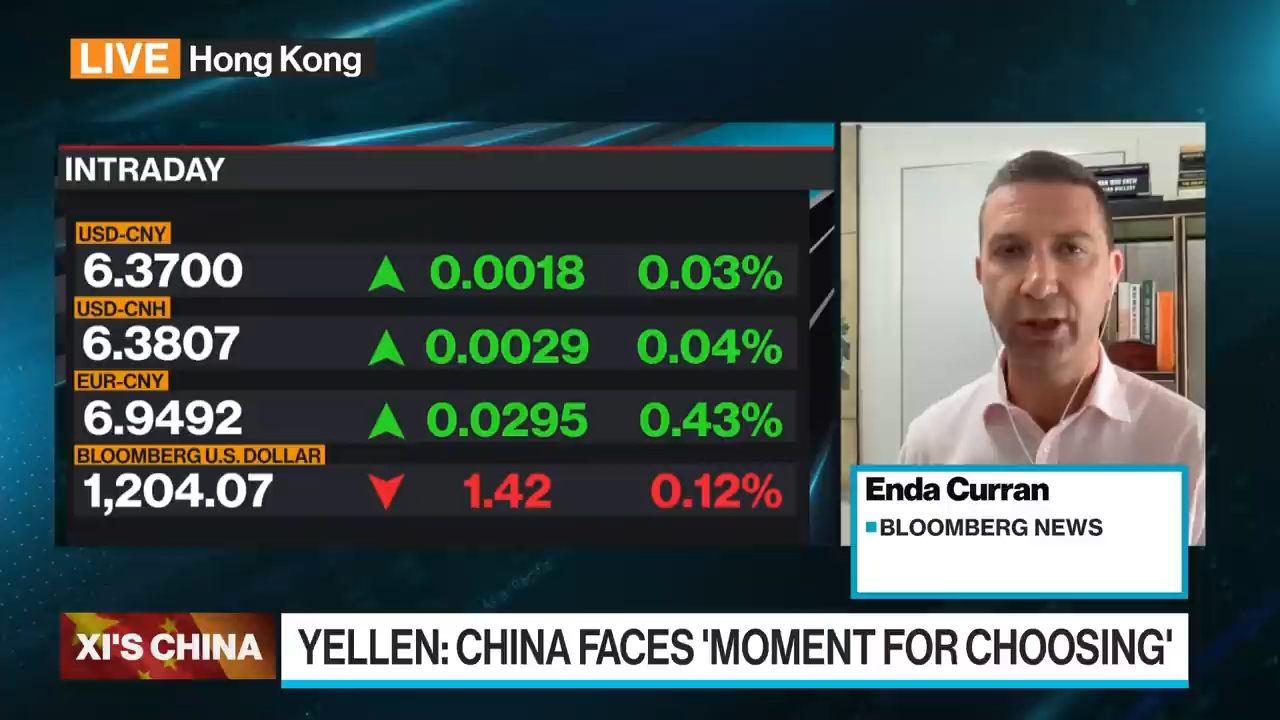 LIVE Hong Kong
INTRADAY
USD-CNY
6.3700 ▲ 0.0018 0.03%
USD-CNH
6.3807 ▲ 0.0029 0.04%
EUR-CNY
6.9492 ▲ 0.0295 0.43%
BLOOMBERG U.S. DOLLAR
1,204.07 ▼ 1.42 0.12%
Enda Curran
BLOOMBERG NEWS
XI'S CHINA
YELLEN: CHINA FACES 'MOMENT FOR CHOOSING'